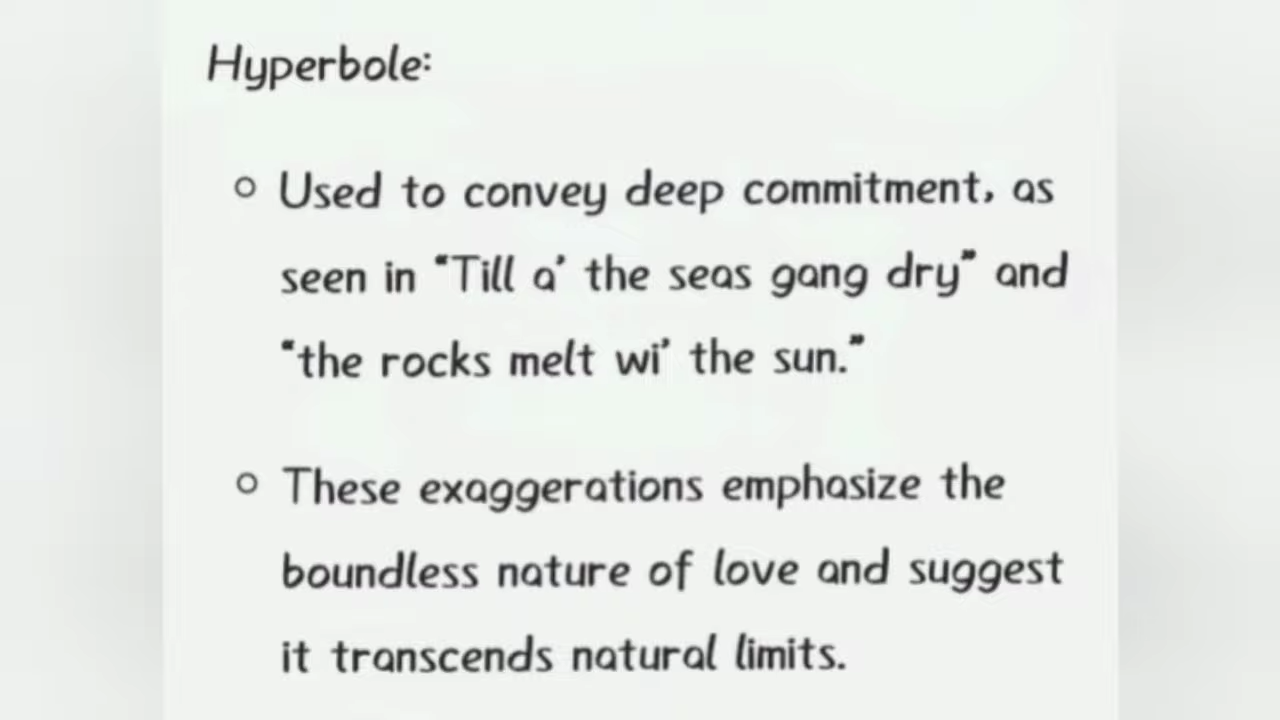 Hyperbole:
○ Used to convey deep commitment, as
seen in “Till a’ the seas gang dry” and
“the rocks melt wi’ the sun.”
○ These exaggerations emphasize the
boundless nature of love and suggest
it transcends natural limits.